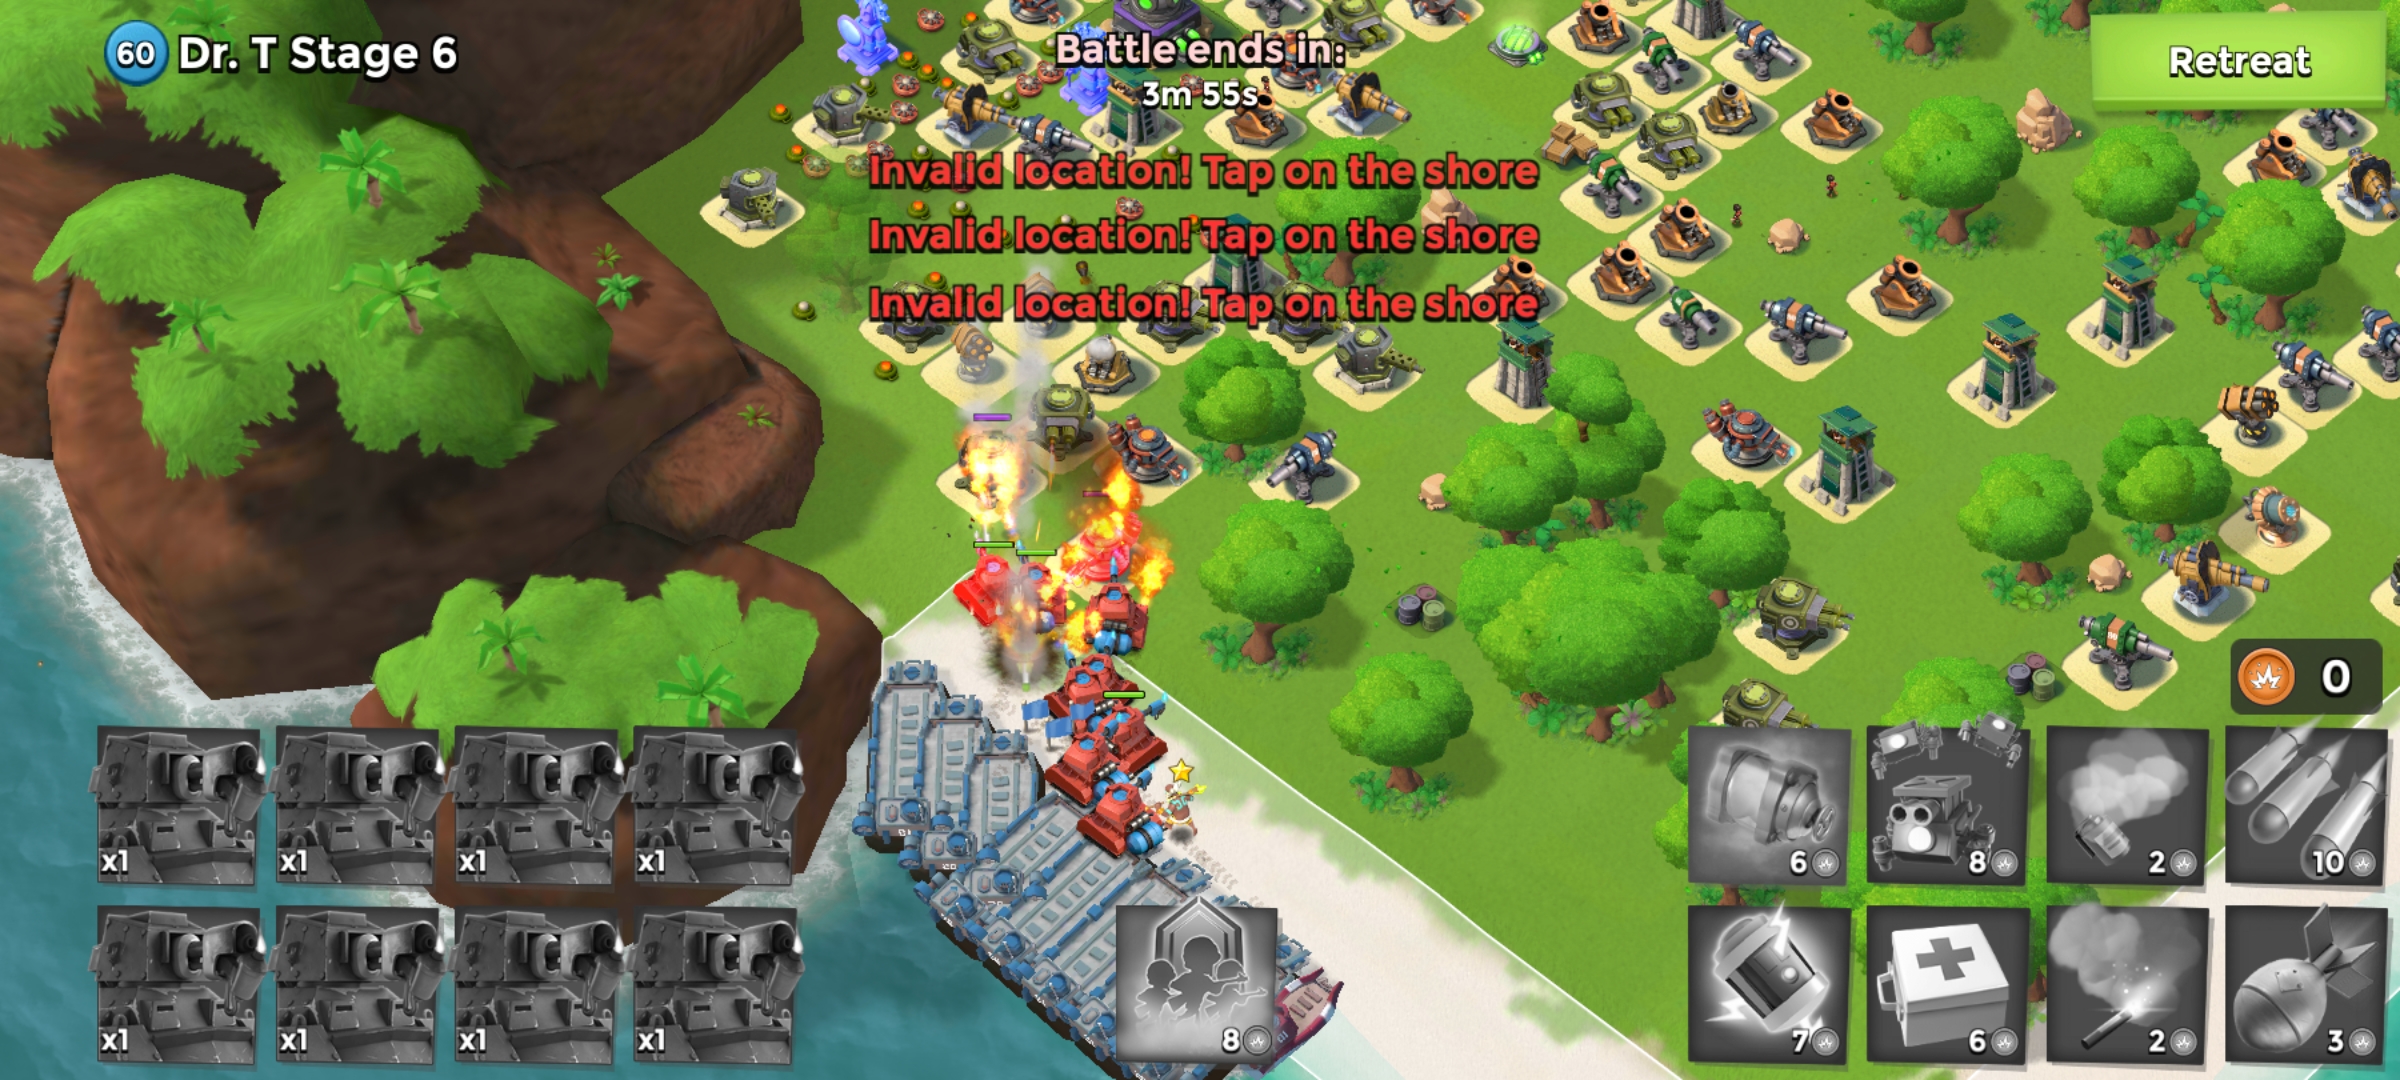 60 Dr. T Stage 6
Battle ends in:
3m 55s
Retreat
Invalid location! Tap on the shore
Invalid location! Tap on the shore
Invalid location! Tap on the shore
0
x1 x1 x1 x1
6 8 2 10
x1 x1 x1 x1
8
7 6 2 3